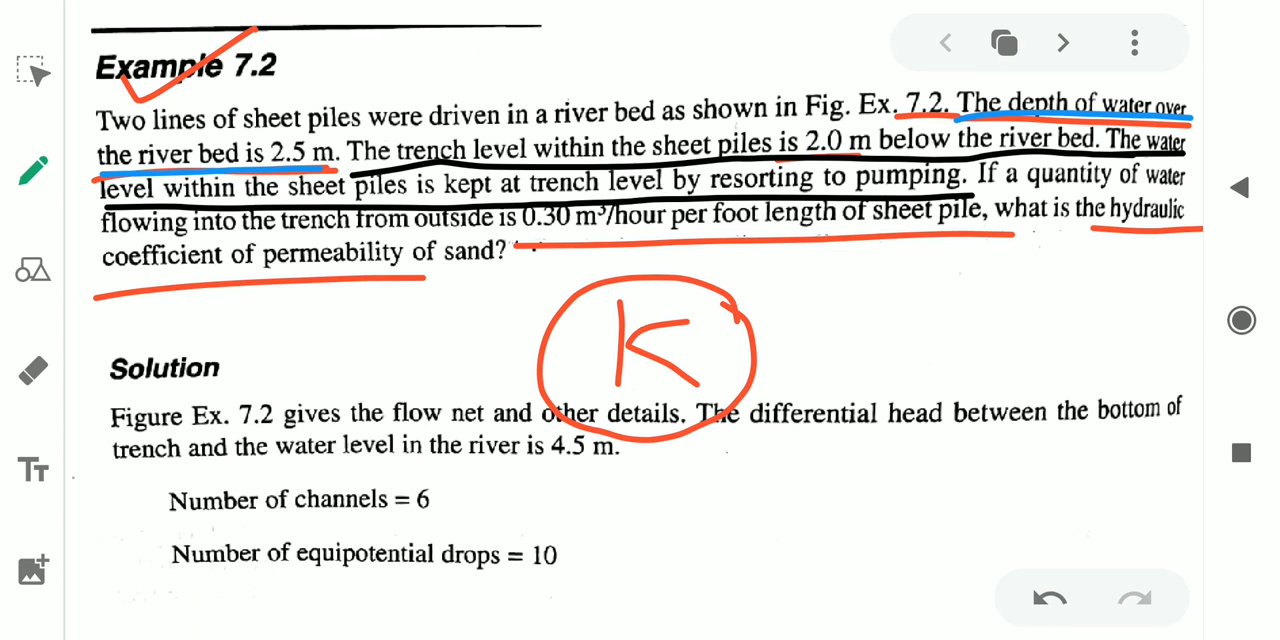 Example 7.2
Two lines of sheet piles were driven in a river bed as shown in Fig. Ex. 7.2. The depth of water over
the river bed is 2.5 m. The trench level within the sheet piles is 2.0 m below the river bed. The water
level within the sheet piles is kept at trench level by resorting to pumping. If a quantity of water
flowing into the trench from outside is 0.30 m³/hour per foot length of sheet pile, what is the hydraulic
coefficient of permeability of sand?
K
Solution
Figure Ex. 7.2 gives the flow net and other details. The differential head between the bottom of
trench and the water level in the river is 4.5 m.
Number of channels = 6
Number of equipotential drops = 10
TT